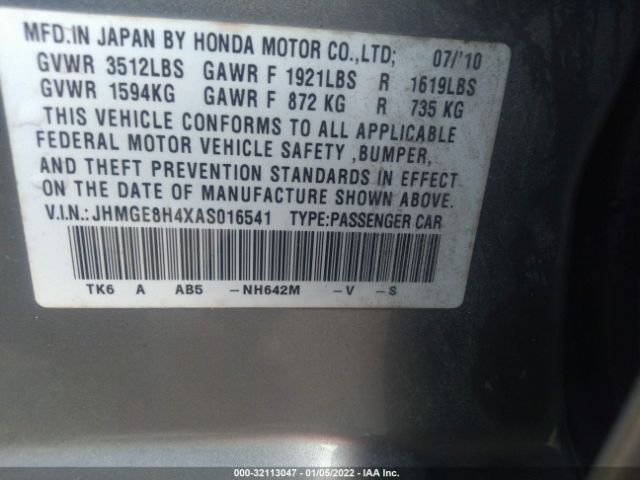 MFD.IN JAPAN BY HONDA MOTOR CO.,LTD; 07/'10
GVWR 3512LBS GAWR F 1921LBS R 1619LBS
GVWR 1594KG GAWR F 872 KG R 735 KG
THIS VEHICLE CONFORMS TO ALL APPLICABLE
FEDERAL MOTOR VEHICLE SAFETY ,BUMPER,
AND THEFT PREVENTION STANDARDS IN EFFECT
ON THE DATE OF MANUFACTURE SHOWN ABOVE.
V.I.N.:JHMGE8H4XAS016541 TYPE:PASSENGER CAR
TK6 A AB5 -NH642M -V -S
000-32113047 - 01/05/2022 - IAA Inc.